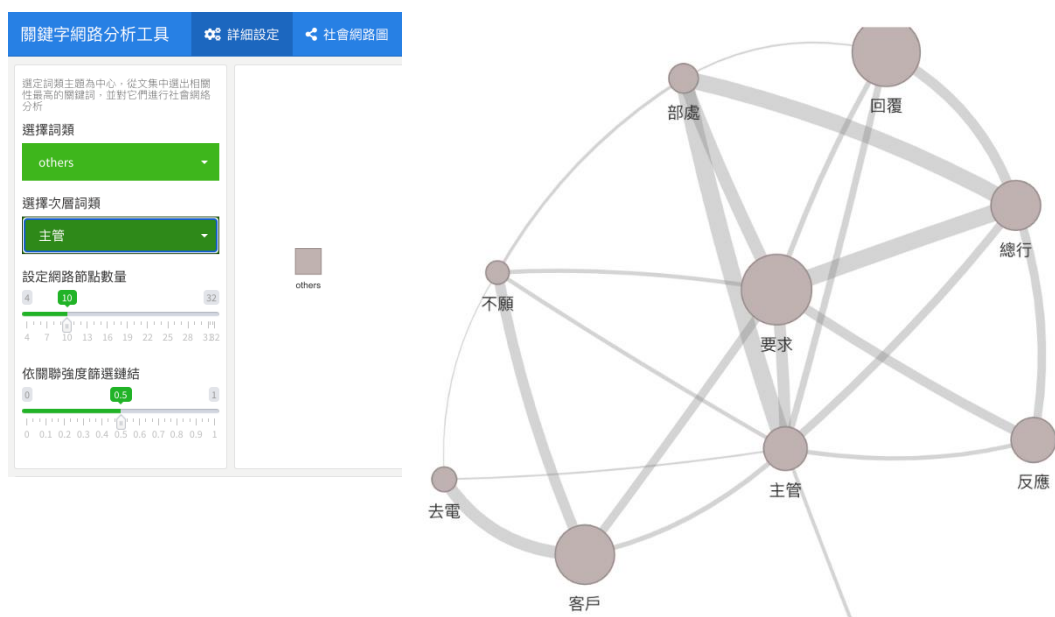 關鍵字網路分析工具
詳細設定
社會網路圖
選定詞類主題為中心，從文集中選出相關
性最高的關鍵詞，並對它們進行社會網絡
分析
選擇詞類
others
選擇次層詞類
主管
設定網路節點數量
4 10 32
4 7 10 13 16 19 22 25 28 3132
依關聯強度篩選鏈結
0 0.5 1
0 0.1 0.2 0.3 0.4 0.5 0.6 0.7 0.8 0.9 1
others
部處
回覆
總行
不願
要求
主管
反應
去電
客戶